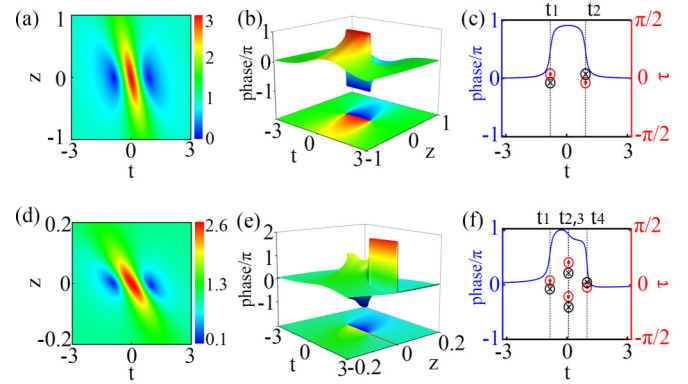 (a)
1
0
-1
z
-3
0
3
t
3
2
1
0
(b)
phase/π
1
0
-1
-3
0
3
t
-1
0
1
z
(c)
t1
t2
phase/π
1
0
1
-3
0
3
t
π/2
0
-π/2
τ
(d)
0.2
0
-0.2
z
-3
0
3
t
2.6
1.3
0.1
(e)
phase/π
2
1
0
-1
-3
0
3
t
-0.2
0
0.2
z
(f)
t1
t2,3
t4
phase/π
1
0
1
-3
0
3
t
π/2
0
-π/2
τ